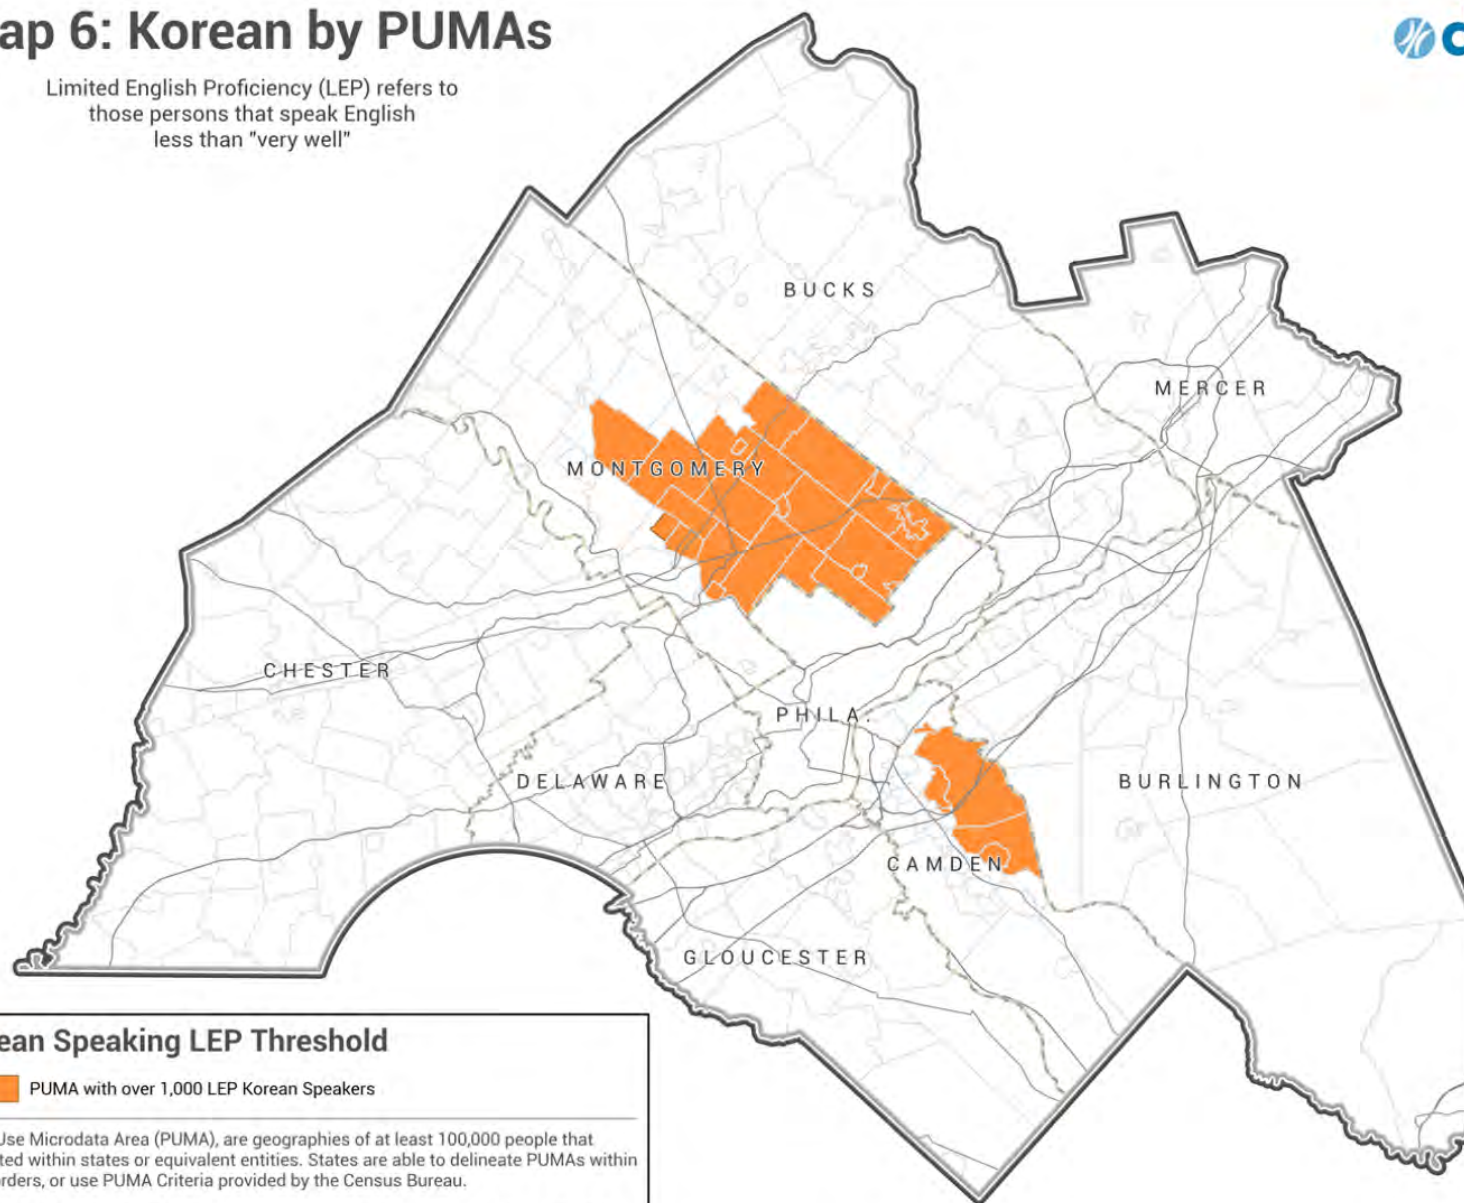 ap 6: Korean by PUMAs
Limited English Proficiency (LEP) refers to
those persons that speak English
less than "very well"
BUCKS
MERCER
MONTGOMERY
CHESTER
PHILA.
DELAWARE
BURLINGTON
CAMDEN
GLOUCESTER
ean Speaking LEP Threshold
PUMA with over 1,000 LEP Korean Speakers
Use Microdata Area (PUMA), are geographies of at least 100,000 people that
ted within states or equivalent entities. States are able to delineate PUMAs within
rders, or use PUMA Criteria provided by the Census Bureau.